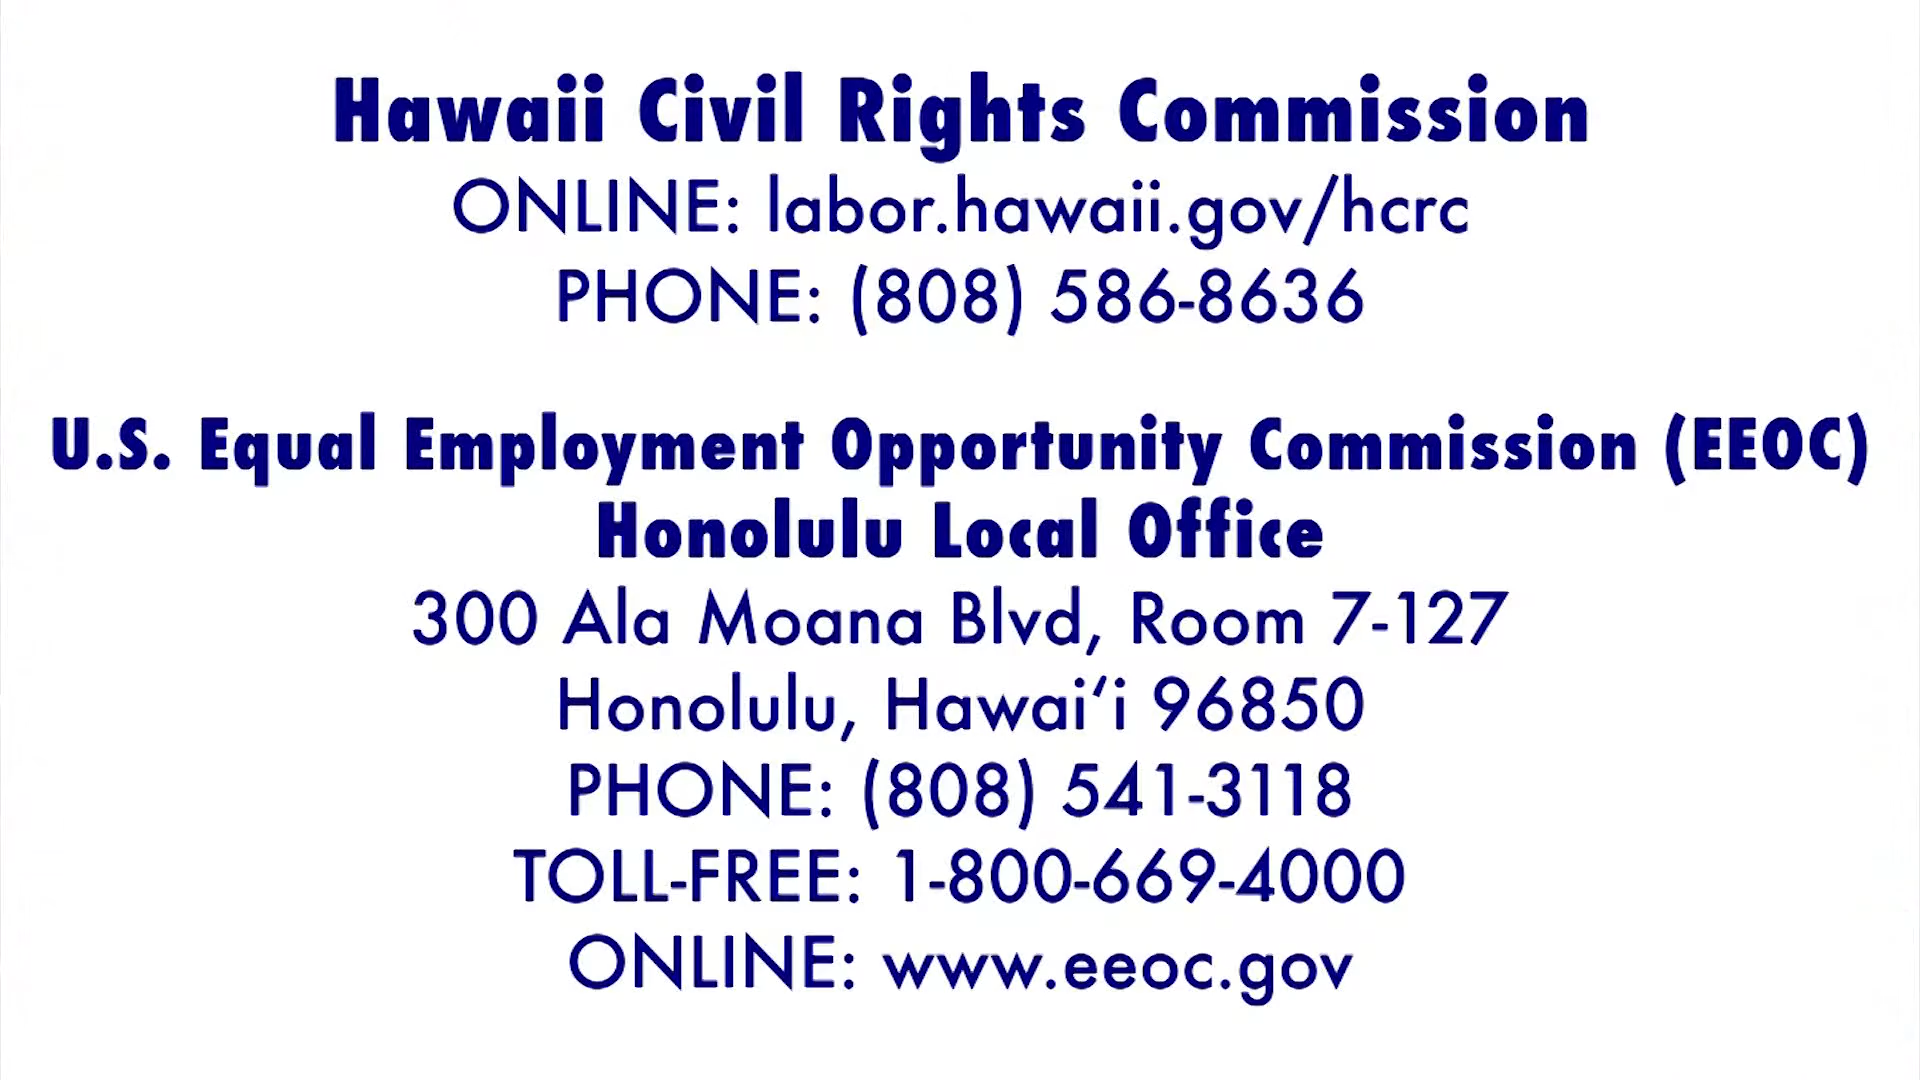 Hawaii Civil Rights Commission
ONLINE: labor.hawaii.gov/hcrc
PHONE: (808) 586-8636
U.S. Equal Employment Opportunity Commission (EEOC)
Honolulu Local Office
300 Ala Moana Blvd, Room 7-127
Honolulu, Hawai‘i 96850
PHONE: (808) 541-3118
TOLL-FREE: 1-800-669-4000
ONLINE: www.eeoc.gov